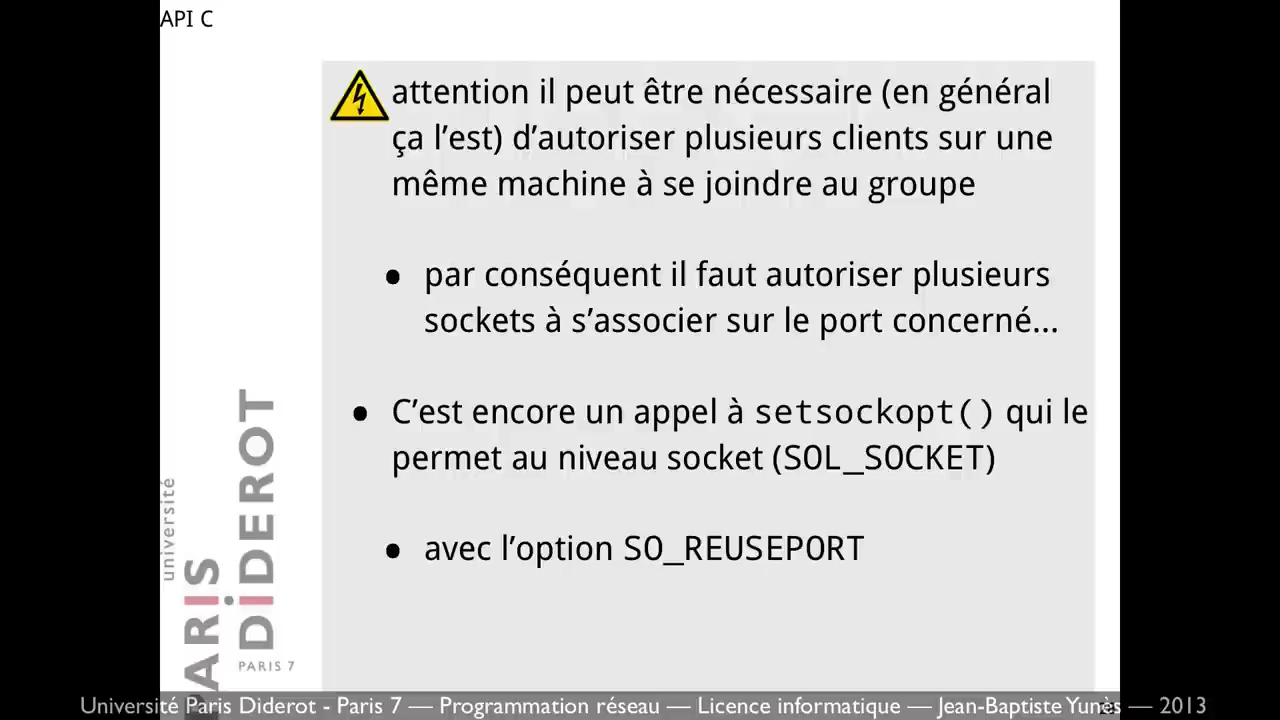 API C
attention il peut être nécessaire (en général
ça l’est) d’autoriser plusieurs clients sur une
même machine à se joindre au groupe
• par conséquent il faut autoriser plusieurs
sockets à s’associer sur le port concerné...
• C’est encore un appel à setsockopt() qui le
permet au niveau socket (SOL_SOCKET)
• avec l’option SO_REUSEPORT
université
PARIS
DIDEROT
PARIS 7
Université Paris Diderot - Paris 7 — Programmation réseau — Licence informatique — Jean-Baptiste Yunès — 2013